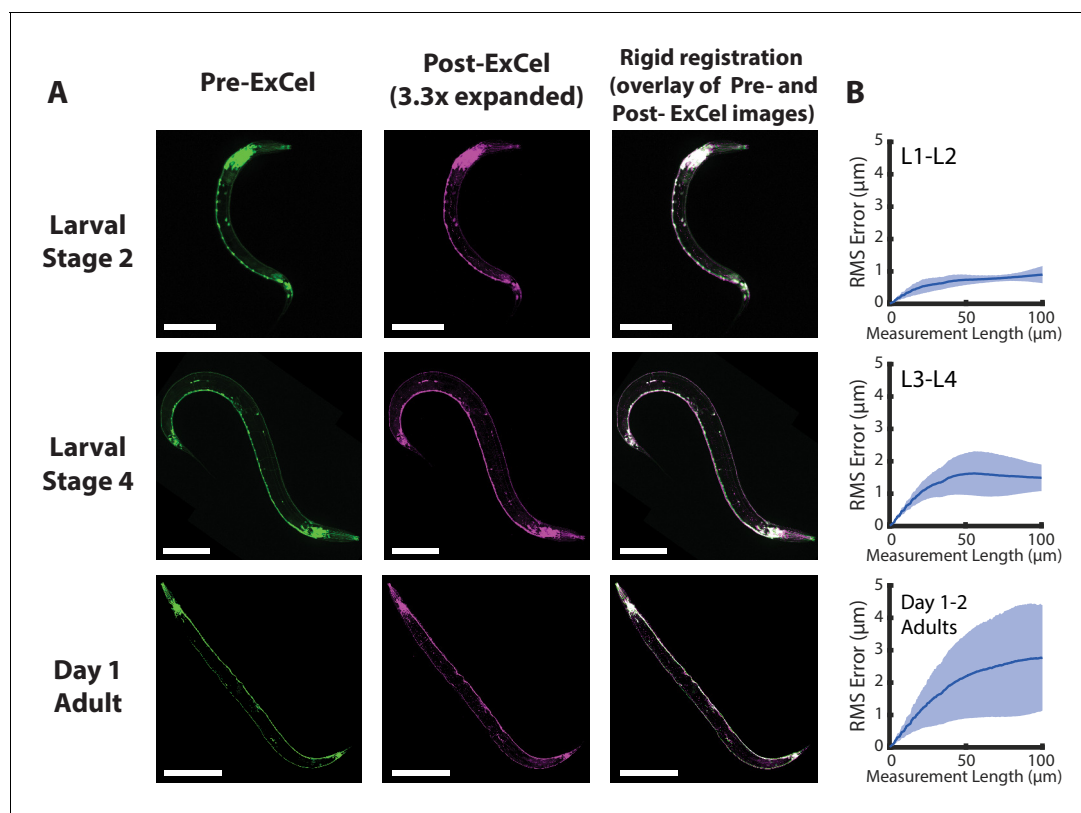 A
Pre-ExCel
Post-ExCel
(3.3x expanded)
Rigid registration
(overlay of Pre- and
Post- ExCel images)
B
Larval
Stage 2
L1-L2
RMS Error (µm)
5
4
3
2
1
0
0 50 100
Measurement Length (µm)
Larval
Stage 4
L3-L4
RMS Error (µm)
5
4
3
2
1
0
0 50 100
Measurement Length (µm)
Day 1
Adult
Day 1-2
Adults
RMS Error (µm)
5
4
3
2
1
0
0 50 100
Measurement Length (µm)